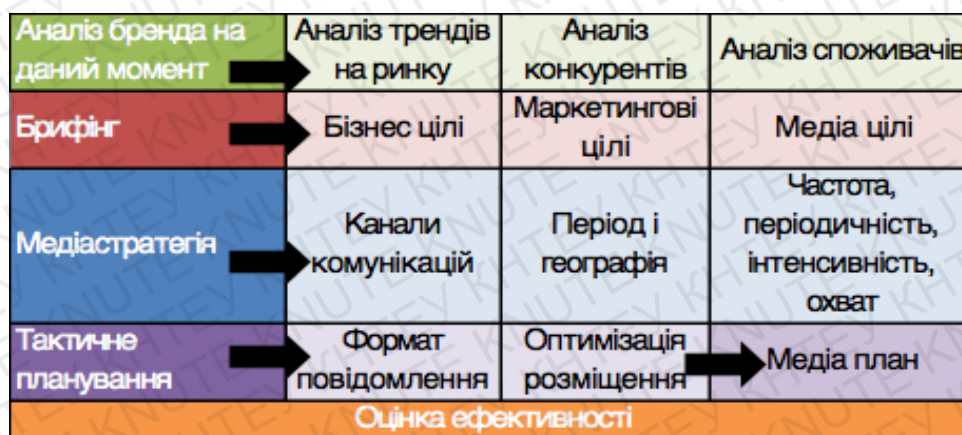 Аналіз бренда на
даний момент
Аналіз трендів
на ринку
Аналіз
конкурентів
Аналіз споживачів
Брифінг
Бізнес цілі
Маркетингові
цілі
Медіа цілі
Медіастратегія
Канали
комунікацій
Період і
географія
Частота,
періодичність,
інтенсивність,
охват
Тактичне
планування
Формат
повідомлення
Оптимізація
розміщення
Медіа план
Оцінка ефективності